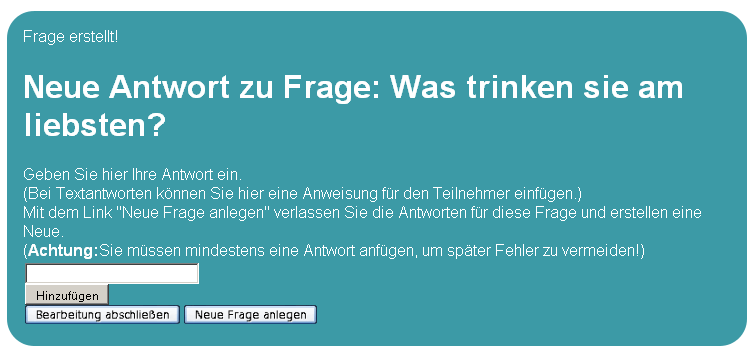 Frage erstellt!
Neue Antwort zu Frage: Was trinken sie am
liebsten?
Geben Sie hier Ihre Antwort ein.
(Bei Textantworten können Sie hier eine Anweisung für den Teilnehmer einfügen.)
Mit dem Link "Neue Frage anlegen" verlassen Sie die Antworten für diese Frage und erstellen eine
Neue.
(Achtung:Sie müssen mindestens eine Antwort anfügen, um später Fehler zu vermeiden!)
Hinzufügen
Bearbeitung abschließen Neue Frage anlegen